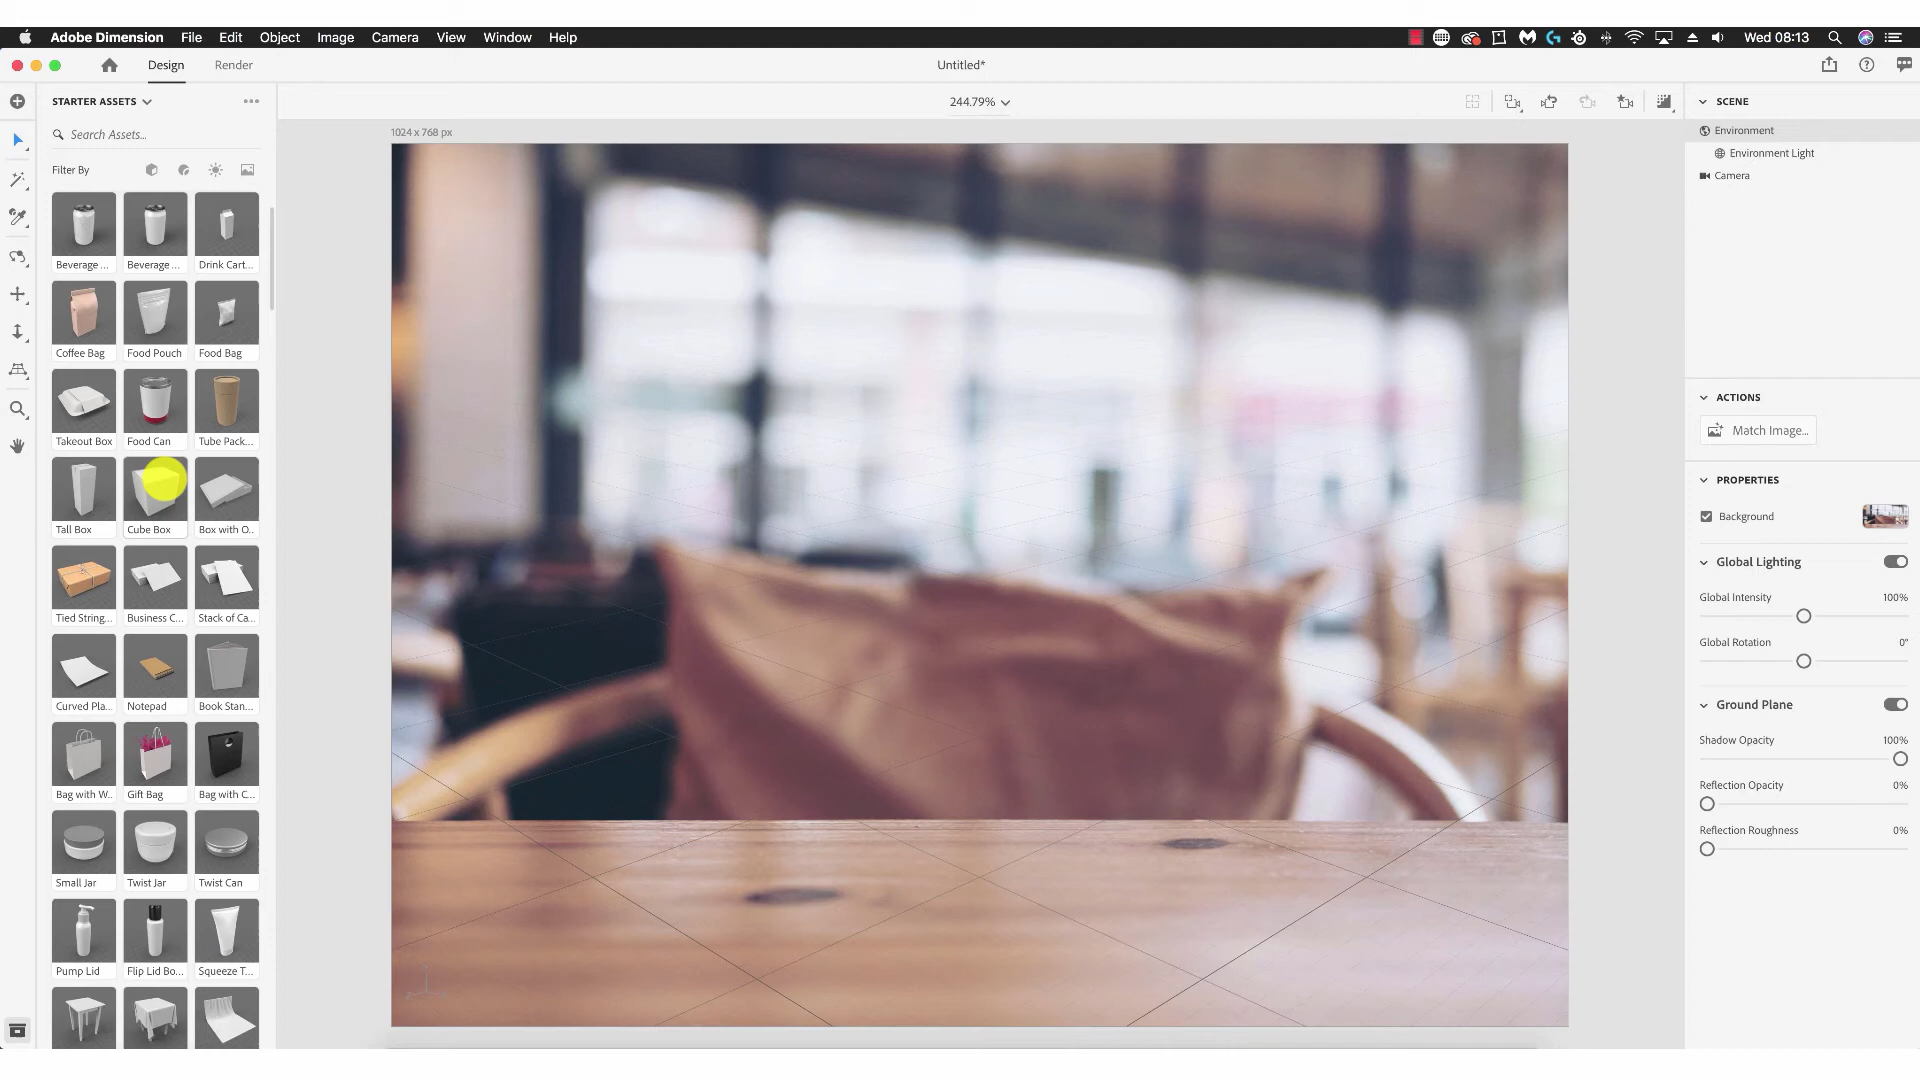 Adobe Dimension File Edit Object Image Camera View Window Help Wed 08:13
Design Render Untitled*
STARTER ASSETS
244.79%
Search Assets...
1024 x 768 px
Filter By
Beverage ... Beverage ... Drink Cart...
Coffee Bag Food Pouch Food Bag
Takeout Box Food Can Tube Pack...
Tall Box Cube Box Box with O...
Tied String... Business C... Stack of Ca...
Curved Pla... Notepad Book Stan...
Bag with W... Gift Bag Bag with C...
Small Jar Twist Jar Twist Can
Pump Lid Flip Lid Bo... Squeeze T...
SCENE
Environment
Environment Light
Camera
ACTIONS
Match Image...
PROPERTIES
Background
Global Lighting
Global Intensity 100%
Global Rotation 0°
Ground Plane
Shadow Opacity 100%
Reflection Opacity 0%
Reflection Roughness 0%